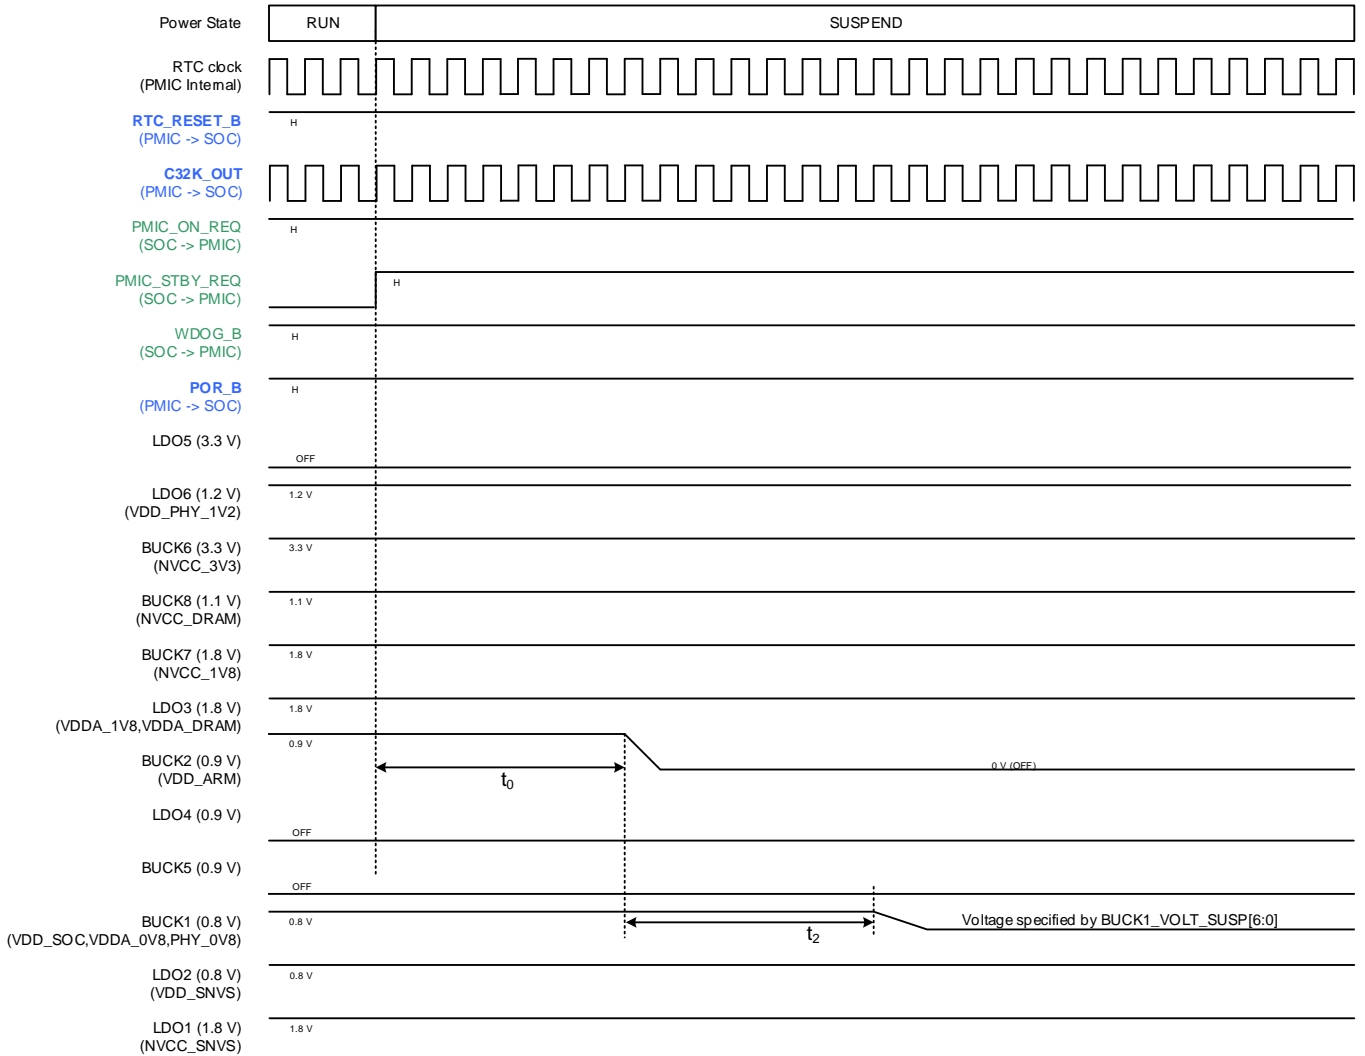 Power State
RUN
SUSPEND
RTC clock
(PMIC Internal)
RTC_RESET_B
(PMIC -> SOC)
H
C32K_OUT
(PMIC -> SOC)
PMIC_ON_REQ
(SOC -> PMIC)
H
PMIC_STBY_REQ
(SOC -> PMIC)
H
WDOG_B
(SOC -> PMIC)
H
POR_B
(PMIC -> SOC)
H
LDO5 (3.3 V)
OFF
LDO6 (1.2 V)
(VDD_PHY_1V2)
1.2 V
BUCK6 (3.3 V)
(NVCC_3V3)
3.3 V
BUCK8 (1.1 V)
(NVCC_DRAM)
1.1 V
BUCK7 (1.8 V)
(NVCC_1V8)
1.8 V
LDO3 (1.8 V)
(VDDA_1V8,VDDA_DRAM)
1.8 V
BUCK2 (0.9 V)
(VDD_ARM)
0.9 V
t0
0 V (OFF)
LDO4 (0.9 V)
OFF
BUCK5 (0.9 V)
OFF
BUCK1 (0.8 V)
(VDD_SOC,VDDA_0V8,PHY_0V8)
0.8 V
t2
Voltage specified by BUCK1_VOLT_SUSP[6:0]
LDO2 (0.8 V)
(VDD_SNVS)
0.8 V
LDO1 (1.8 V)
(NVCC_SNVS)
1.8 V